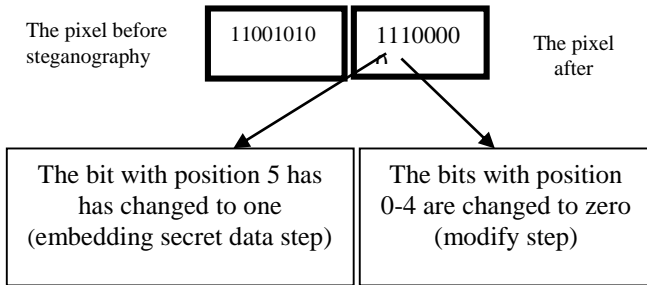 The pixel before
steganography
11001010
1110000
The pixel
after
The bit with position 5 has
has changed to one
(embedding secret data step)
The bits with position
0-4 are changed to zero
(modify step)